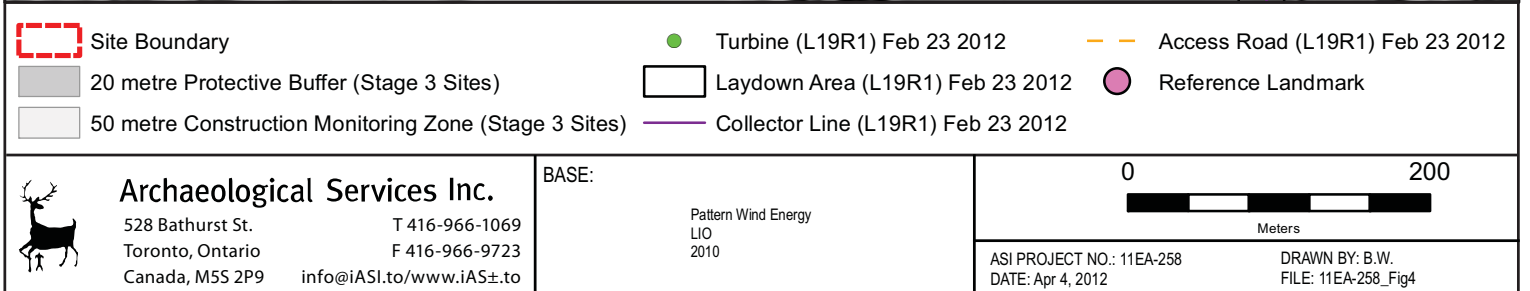 Site Boundary
20 metre Protective Buffer (Stage 3 Sites)
50 metre Construction Monitoring Zone (Stage 3 Sites)
Turbine (L19R1) Feb 23 2012
Laydown Area (L19R1) Feb 23 2012
Collector Line (L19R1) Feb 23 2012
Access Road (L19R1) Feb 23 2012
Reference Landmark
Archaeological Services Inc.
528 Bathurst St. T 416-966-1069
Toronto, Ontario F 416-966-9723
Canada, M5S 2P9 info@iASI.to/www.iAS±.to
BASE:
Pattern Wind Energy
LIO
2010
0 200
Meters
ASI PROJECT NO.: 11EA-258
DATE: Apr 4, 2012
DRAWN BY: B.W.
FILE: 11EA-258_Fig4